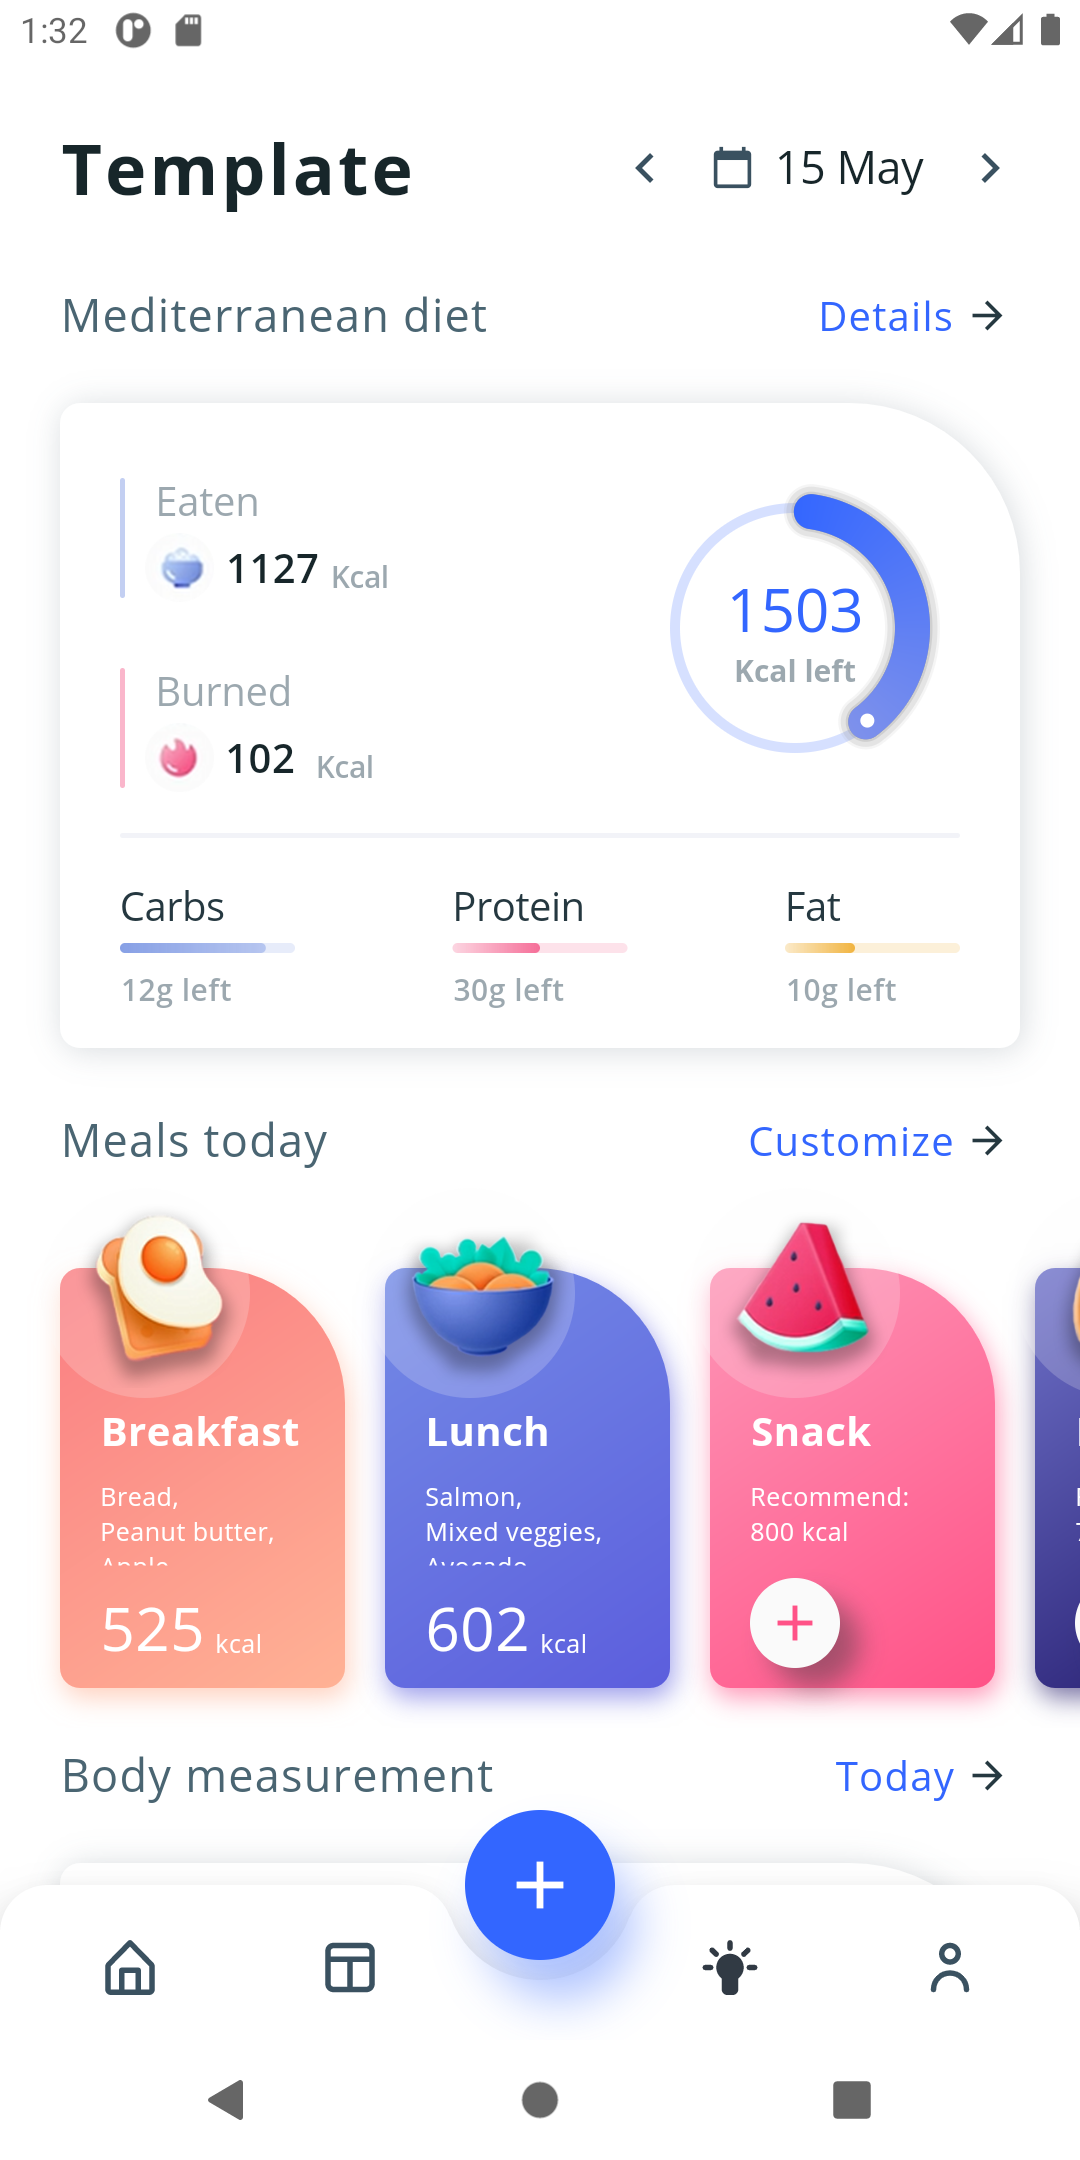 1:32
Template
15 May
Mediterranean diet
Details
Eaten
1127 Kcal
Burned
102 Kcal
1503
Kcal left
Carbs
Protein
Fat
12g left
30g left
10g left
Meals today
Customize
Breakfast
Bread,
Peanut butter,
Apple
525 kcal
Lunch
Salmon,
Mixed veggies,
Avocado
602 kcal
Snack
Recommend:
800 kcal
Body measurement
Today